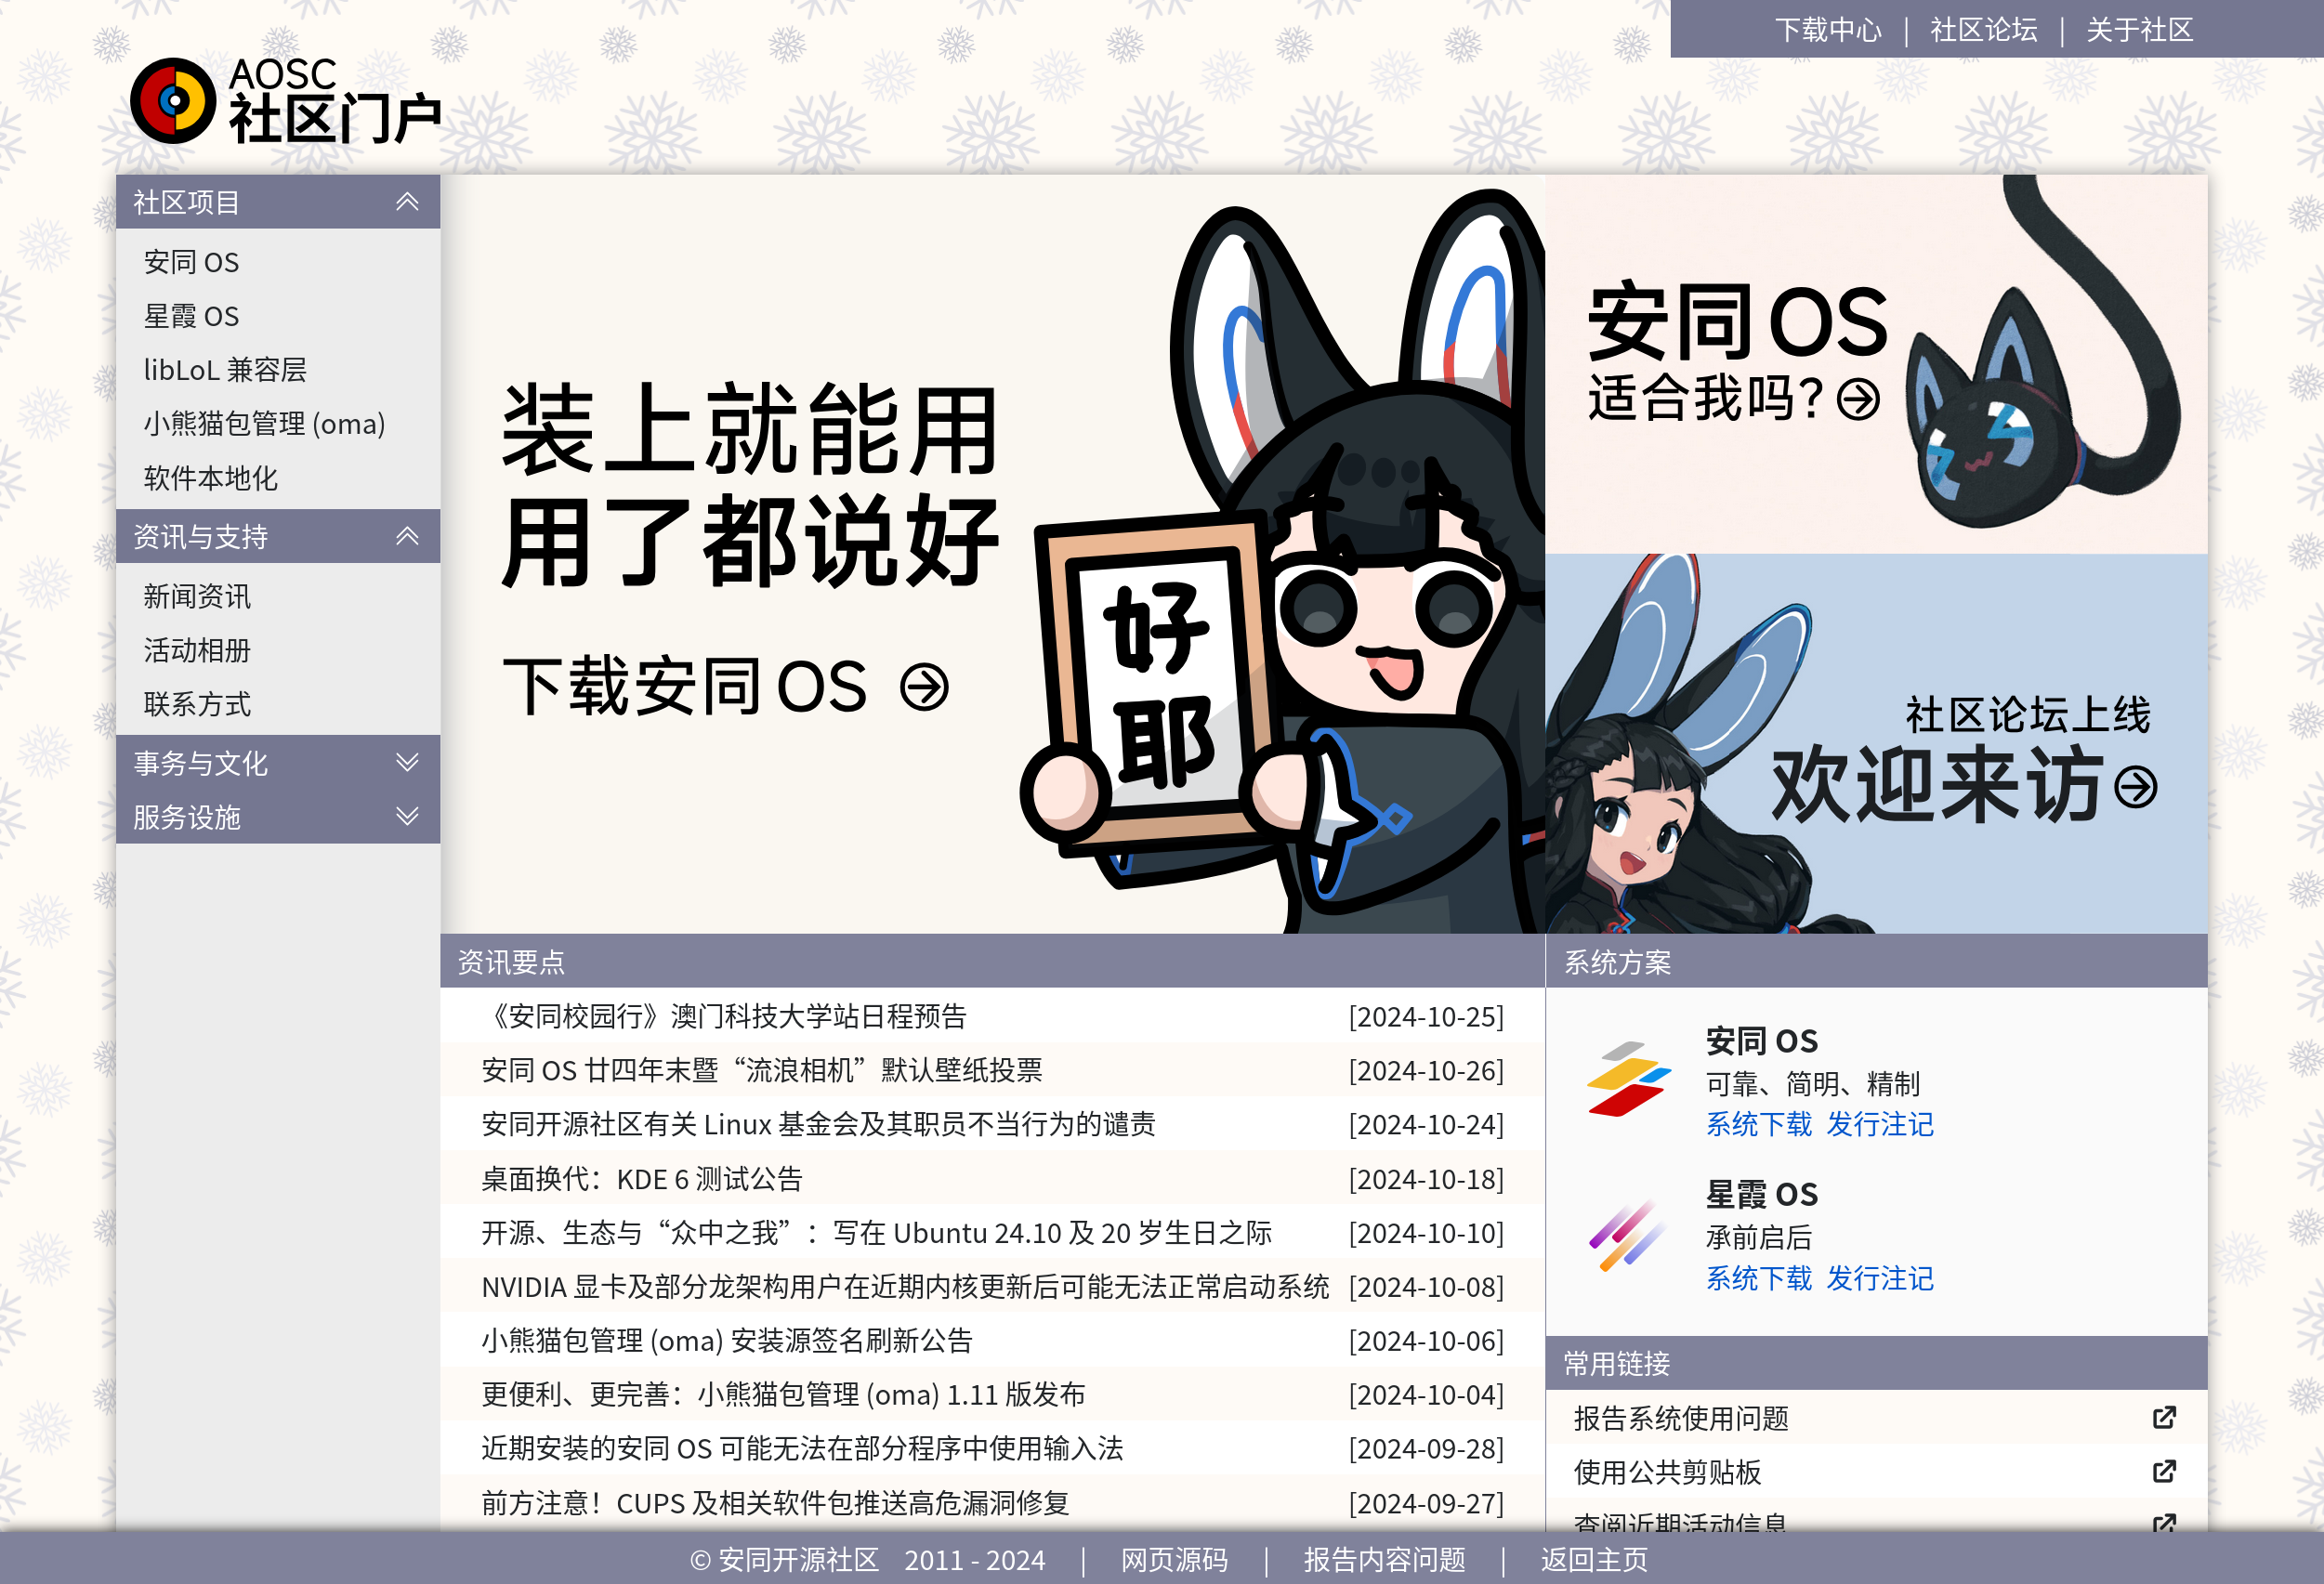 下载中心 | 社区论坛 | 关于社区
AOSC
社区门户
社区项目
安同 OS
星霞 OS
libLoL 兼容层
小熊猫包管理 (oma)
软件本地化
资讯与支持
新闻资讯
活动相册
联系方式
事务与文化
服务设施
装上就能用
用了都说好
下载安同 OS
好
耶
安同 OS
适合我吗?
社区论坛上线
欢迎来访
资讯要点
《安同校园行》澳门科技大学站日程预告 [2024-10-25]
安同 OS 廿四年末暨“流浪相机”默认壁纸投票 [2024-10-26]
安同开源社区有关 Linux 基金会及其职员不当行为的谴责 [2024-10-24]
桌面换代：KDE 6 测试公告 [2024-10-18]
开源、生态与“众中之我”：写在 Ubuntu 24.10 及 20 岁生日之际 [2024-10-10]
NVIDIA 显卡及部分龙架构用户在近期内核更新后可能无法正常启动系统 [2024-10-08]
小熊猫包管理 (oma) 安装源签名刷新公告 [2024-10-06]
更便利、更完善：小熊猫包管理 (oma) 1.11 版发布 [2024-10-04]
近期安装的安同 OS 可能无法在部分程序中使用输入法 [2024-09-28]
前方注意！CUPS 及相关软件包推送高危漏洞修复 [2024-09-27]
系统方案
安同 OS
可靠、简明、精制
系统下载 发行注记
星霞 OS
承前启后
系统下载 发行注记
常用链接
报告系统使用问题
使用公共剪贴板
查阅近期活动信息
© 安同开源社区 2011 - 2024 | 网页源码 | 报告内容问题 | 返回主页